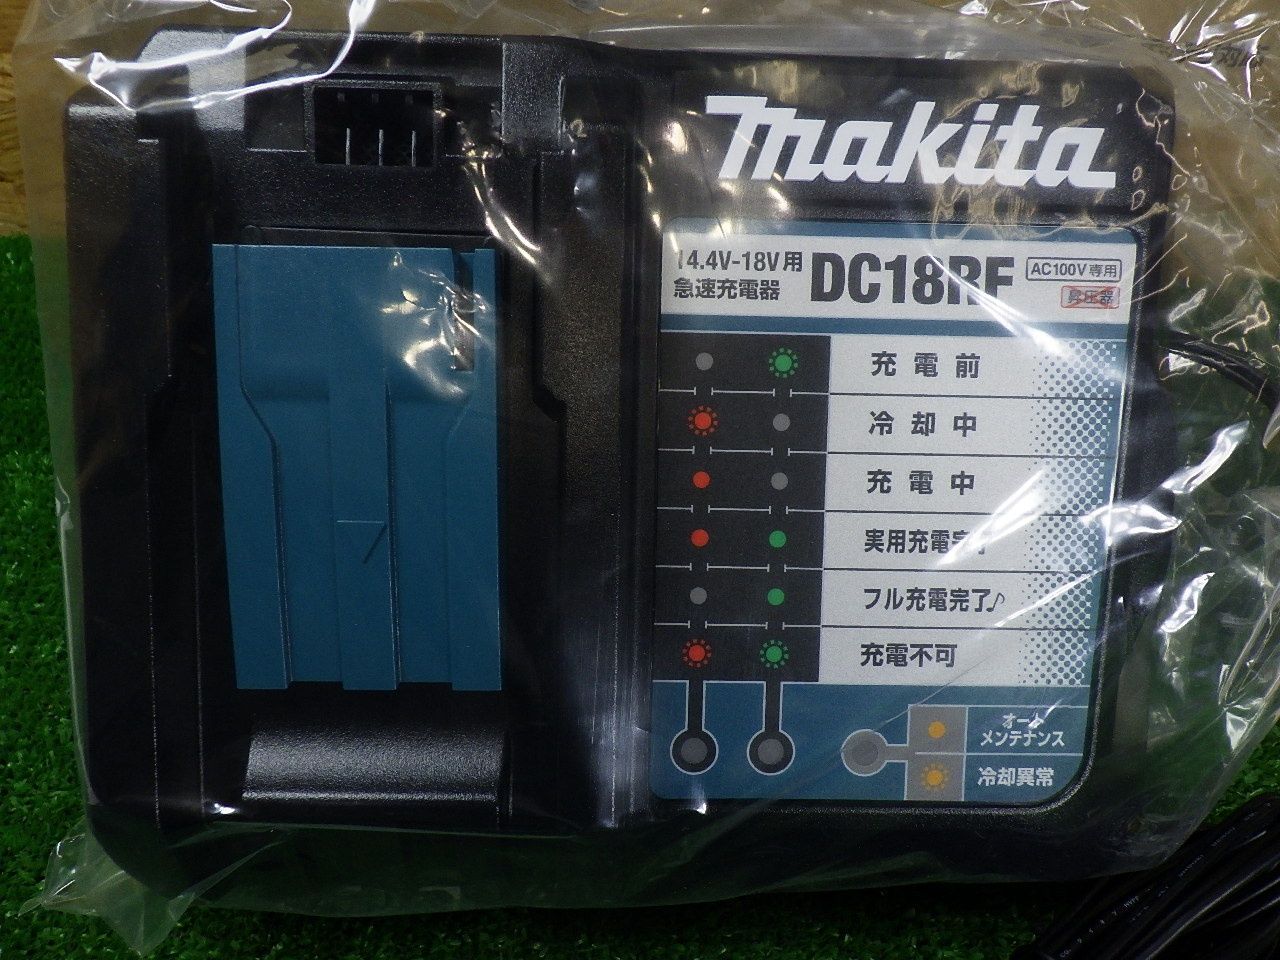 makita
14.4V-18V用
急速充電器
DC18RF
AC100V専用
昇圧器
充電前
冷却中
充電中
実用充電完了
フル充電完了♪
充電不可
オート
メンテナンス
冷却異常